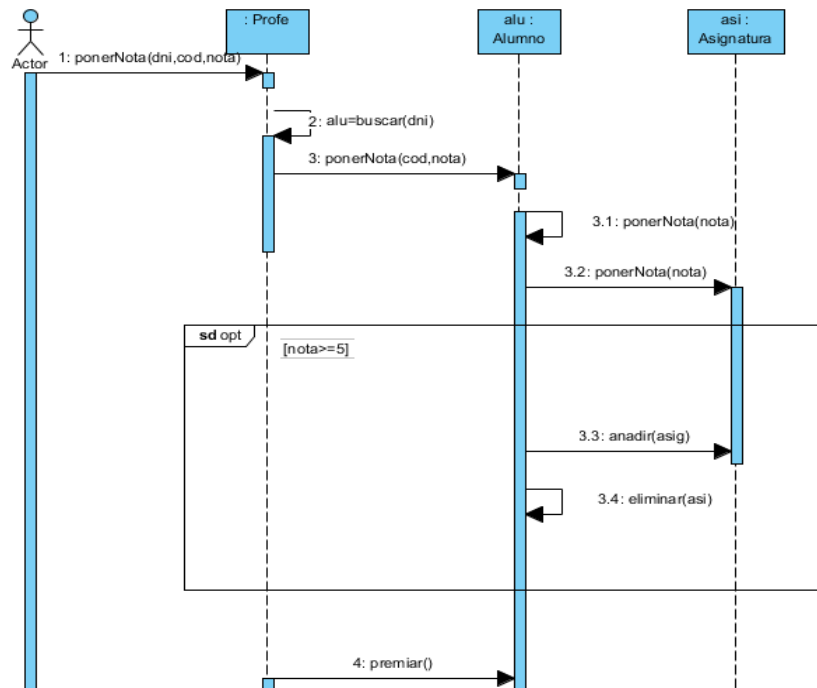 : Profe
alu :
Alumno
asi :
Asignatura
Actor
1: ponerNota(dni,cod,nota)
2: alu=buscar(dni)
3: ponerNota(cod,nota)
3.1: ponerNota(nota)
3.2: ponerNota(nota)
sd opt
[nota>=5]
3.3: anadir(asig)
3.4: eliminar(asi)
4: premiar()